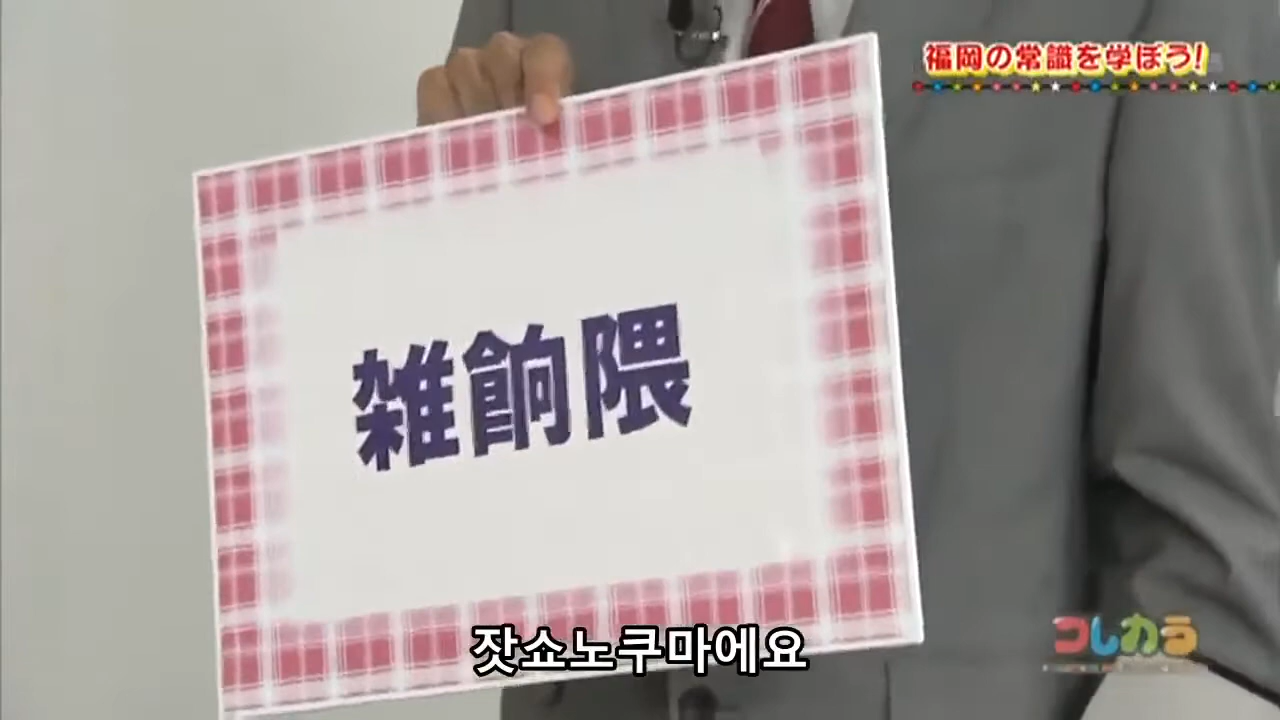 福岡の常識を学ぼう!
雑餉隈
잣쇼노쿠마에요
コしカう